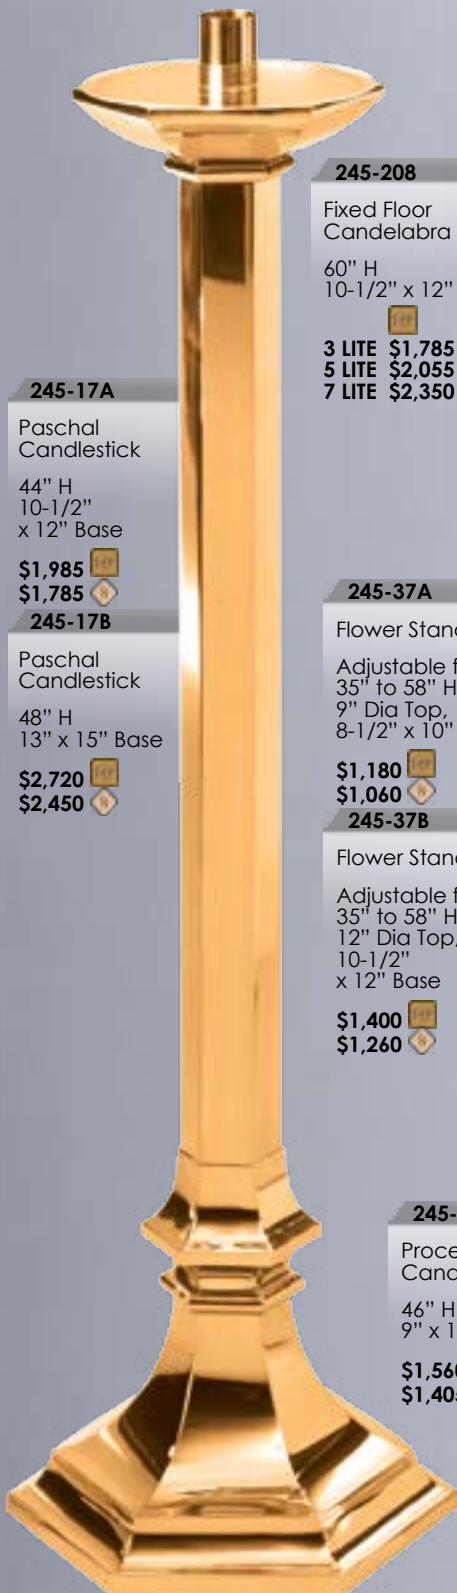 245-208
Fixed Floor
Candelabra
60” H
10-1/2” x 12”
3 LITE $1,785
5 LITE $2,055
7 LITE $2,350
245-17A
Paschal
Candlestick
44” H
10-1/2”
x 12” Base
$1,985
$1,785
245-17B
Paschal
Candlestick
48” H
13” x 15” Base
$2,720
$2,450
245-37A
Flower
Adjustable
35” to 58” H
9” Dia Top,
8-1/2” x 10”
$1,180
$1,060
245-37B
Flower
Adjustable
35” to 58” H
12” Dia Top,
10-1/2”
x 12” Base
$1,400
$1,260
245-
46” H
9” x